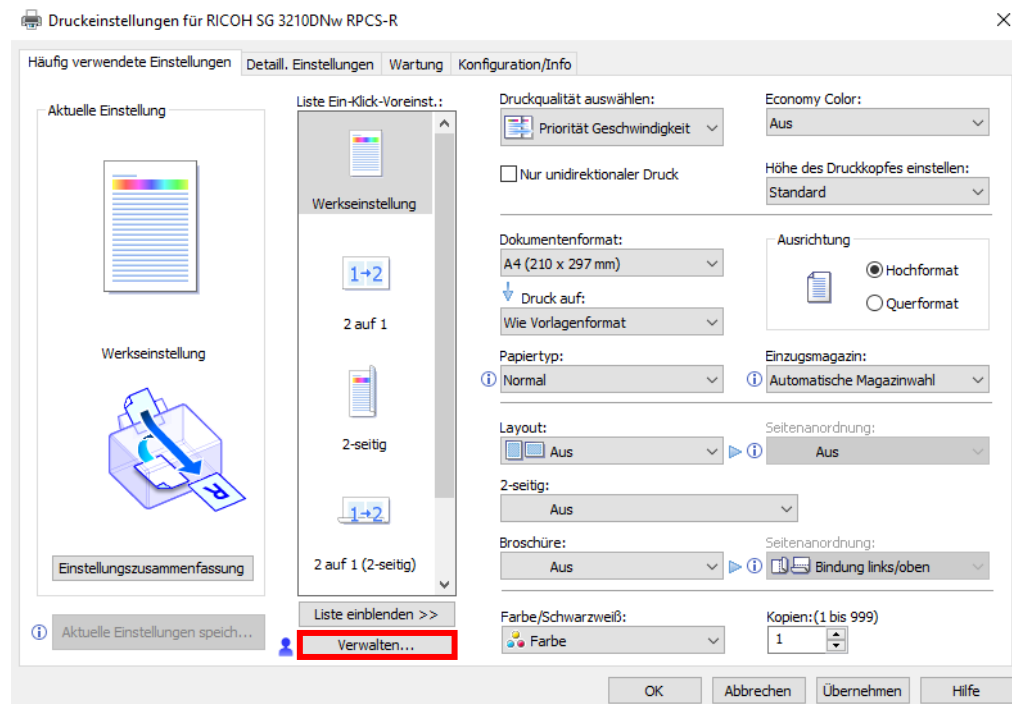 Druckeinstellungen für RICOH SG 3210DNw RPCS-R
Häufig verwendete Einstellungen
Detaill. Einstellungen
Wartung
Konfiguration/Info
Aktuelle Einstellung
Werkseinstellung
R
Einstellungszusammenfassung
Aktuelle Einstellungen speich...
Liste Ein-Klick-Voreinst.:
Werkseinstellung
1→2
2 auf 1
2-seitig
1→2
2 auf 1 (2-seitig)
Liste einblenden >>
Verwalten...
Druckqualität auswählen:
Priorität Geschwindigkeit
Economy Color:
Aus
Nur unidirektionaler Druck
Höhe des Druckkopfes einstellen:
Standard
Dokumentenformat:
A4 (210 x 297 mm)
Druck auf:
Wie Vorlagenformat
Ausrichtung
Hochformat
Querformat
Papiertyp:
Normal
Einzugsmagazin:
Automatische Magazinwahl
Layout:
Aus
Seitenanordnung:
Aus
2-seitig:
Aus
Broschüre:
Aus
Seitenanordnung:
Bindung links/oben
Farbe/Schwarzweiß:
Farbe
Kopien:(1 bis 999)
1
OK
Abbrechen
Übernehmen
Hilfe